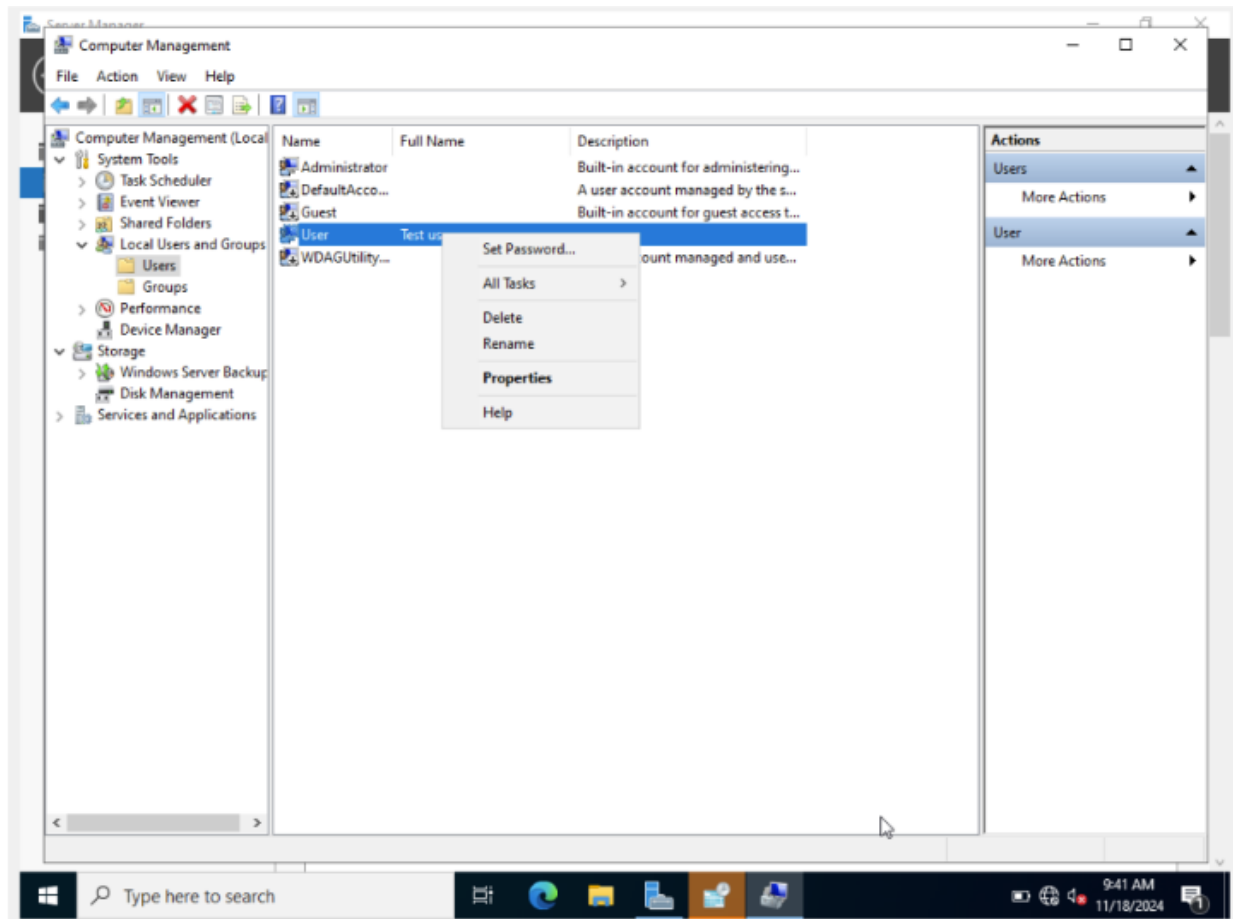 Server Manager
Computer Management
File Action View Help
Computer Management (Local
System Tools
Task Scheduler
Event Viewer
Shared Folders
Local Users and Groups
Users
Groups
Performance
Device Manager
Storage
Windows Server Backup
Disk Management
Services and Applications
Name Full Name Description
Administrator Built-in account for administering...
DefaultAcco... A user account managed by the s...
Guest Built-in account for guest access t...
User Test us
WDAGUtility... ount managed and use...
Set Password...
All Tasks
Delete
Rename
Properties
Help
Actions
Users
More Actions
User
More Actions
Type here to search
9:41 AM
11/18/2024
1